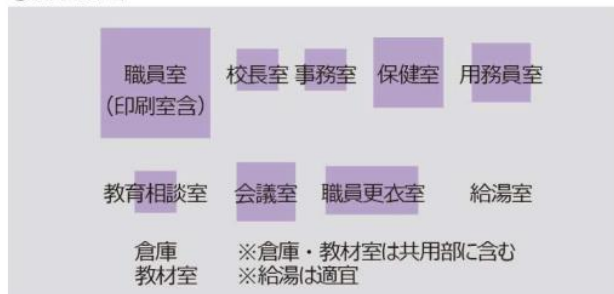 職員室 校長室 事務室 保健室 用務員室
(印刷室含)
教育相談室 会議室 職員更衣室 給湯室
倉庫 ※倉庫・教材室は共用部に含む
教材室 ※給湯は適宜